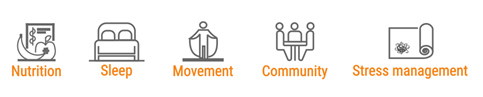 Nutrition
Sleep
Movement
Community
Stress management